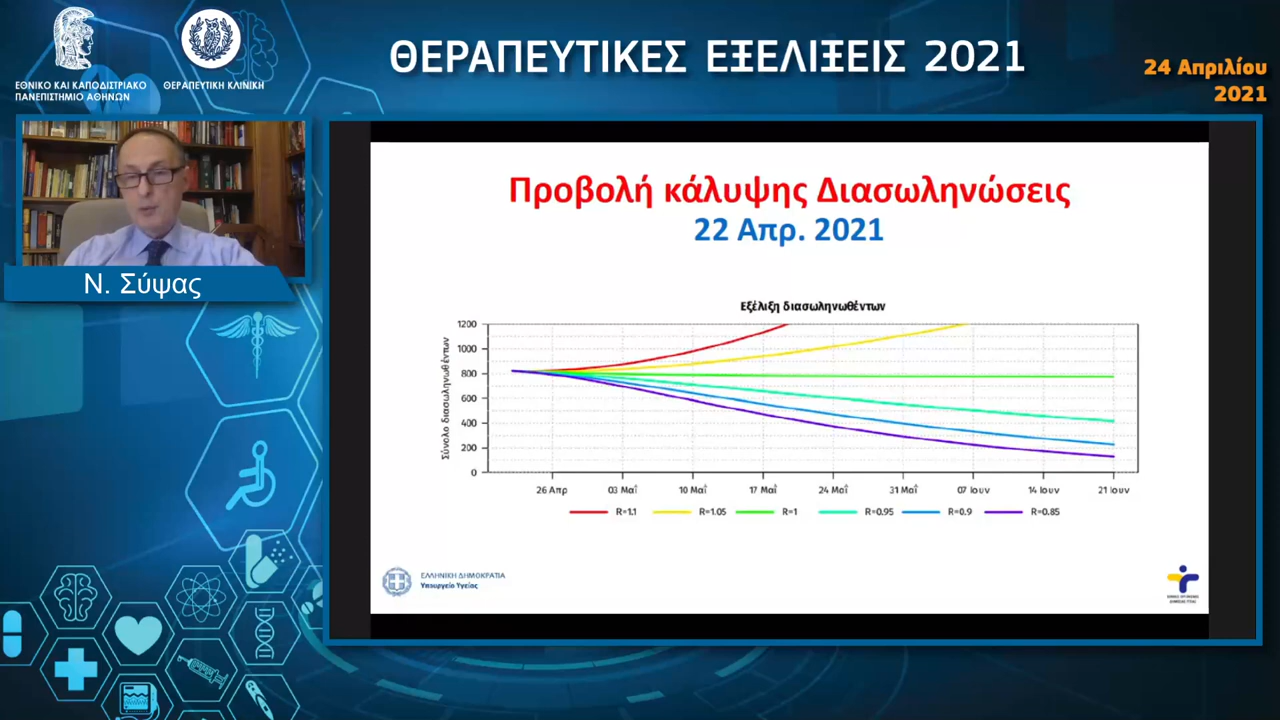 ΕΘΝΙΚΟ ΚΑΙ ΚΑΠΟΔΙΣΤΡΙΑΚΟ
ΠΑΝΕΠΙΣΤΗΜΙΟ ΑΘΗΝΩΝ
ΘΕΡΑΠΕΥΤΙΚΗ ΚΛΙΝΙΚΗ
ΘΕΡΑΠΕΥΤΙΚΕΣ ΕΞΕΛΙΞΕΙΣ 2021
24 Απριλίου
2021
Ν. Σύψας
Προβολή κάλυψης Διασωληνώσεις
22 Απρ. 2021
Εξέλιξη διασωληνωθέντων
Σύνολο διασωληνωθέντων
1200
1000
800
600
400
200
0
26 Απρ 03 Μαΐ 10 Μαΐ 17 Μαΐ 24 Μαΐ 31 Μαΐ 07 Ιουν 14 Ιουν 21 Ιουν
R=1.1 R=1.05 R=1 R=0.95 R=0.9 R=0.85
ΕΛΛΗΝΙΚΗ ΔΗΜΟΚΡΑΤΙΑ
Υπουργείο Υγείας